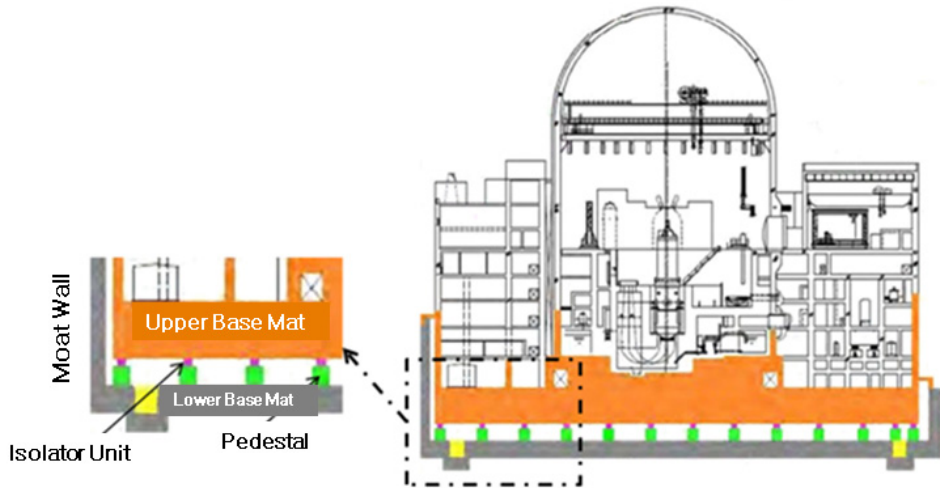 Moat Wall
Upper Base Mat
Lower Base Mat
Isolator Unit
Pedestal